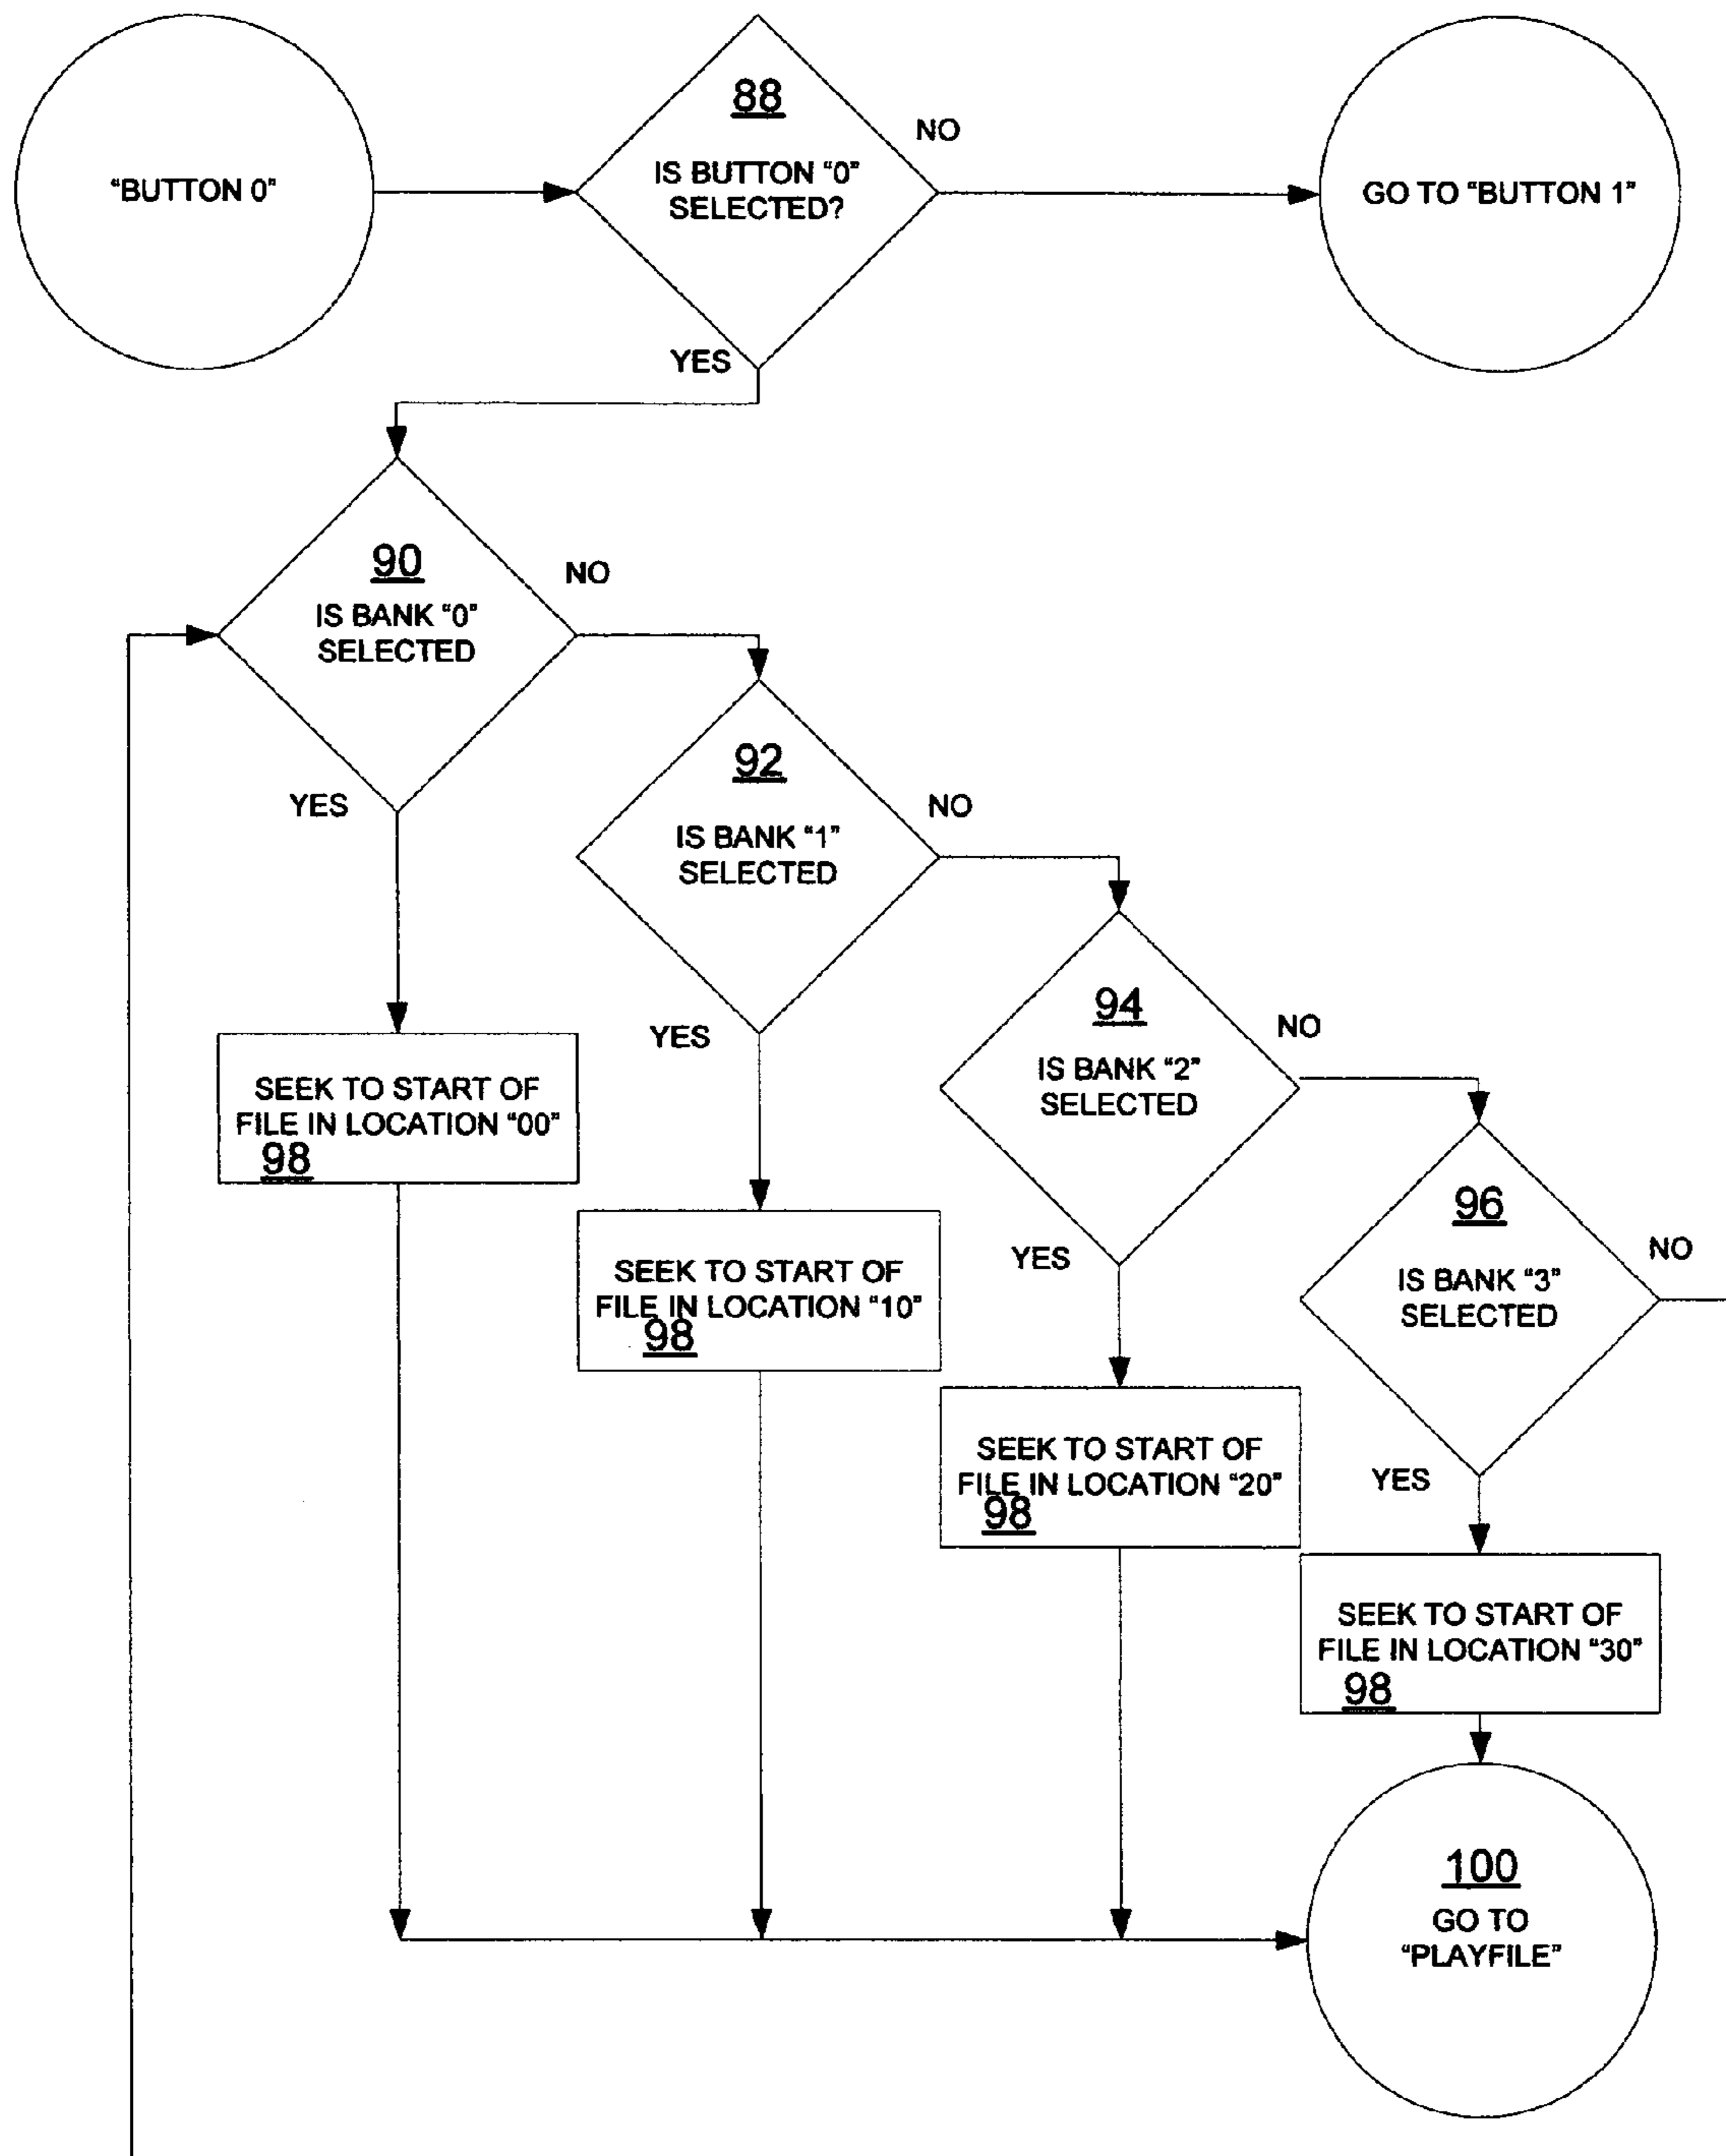 "BUTTON 0"
88
IS BUTTON "0"
SELECTED?
NO
GO TO "BUTTON 1"
YES
90
IS BANK "0"
SELECTED
NO
YES
92
IS BANK "1"
SELECTED
NO
YES
94
IS BANK "2"
SELECTED
NO
YES
96
IS BANK "3"
SELECTED
NO
YES
SEEK TO START OF
FILE IN LOCATION "00"
98
SEEK TO START OF
FILE IN LOCATION "10"
98
SEEK TO START OF
FILE IN LOCATION "20"
98
SEEK TO START OF
FILE IN LOCATION "30"
98
100
GO TO
"PLAYFILE"